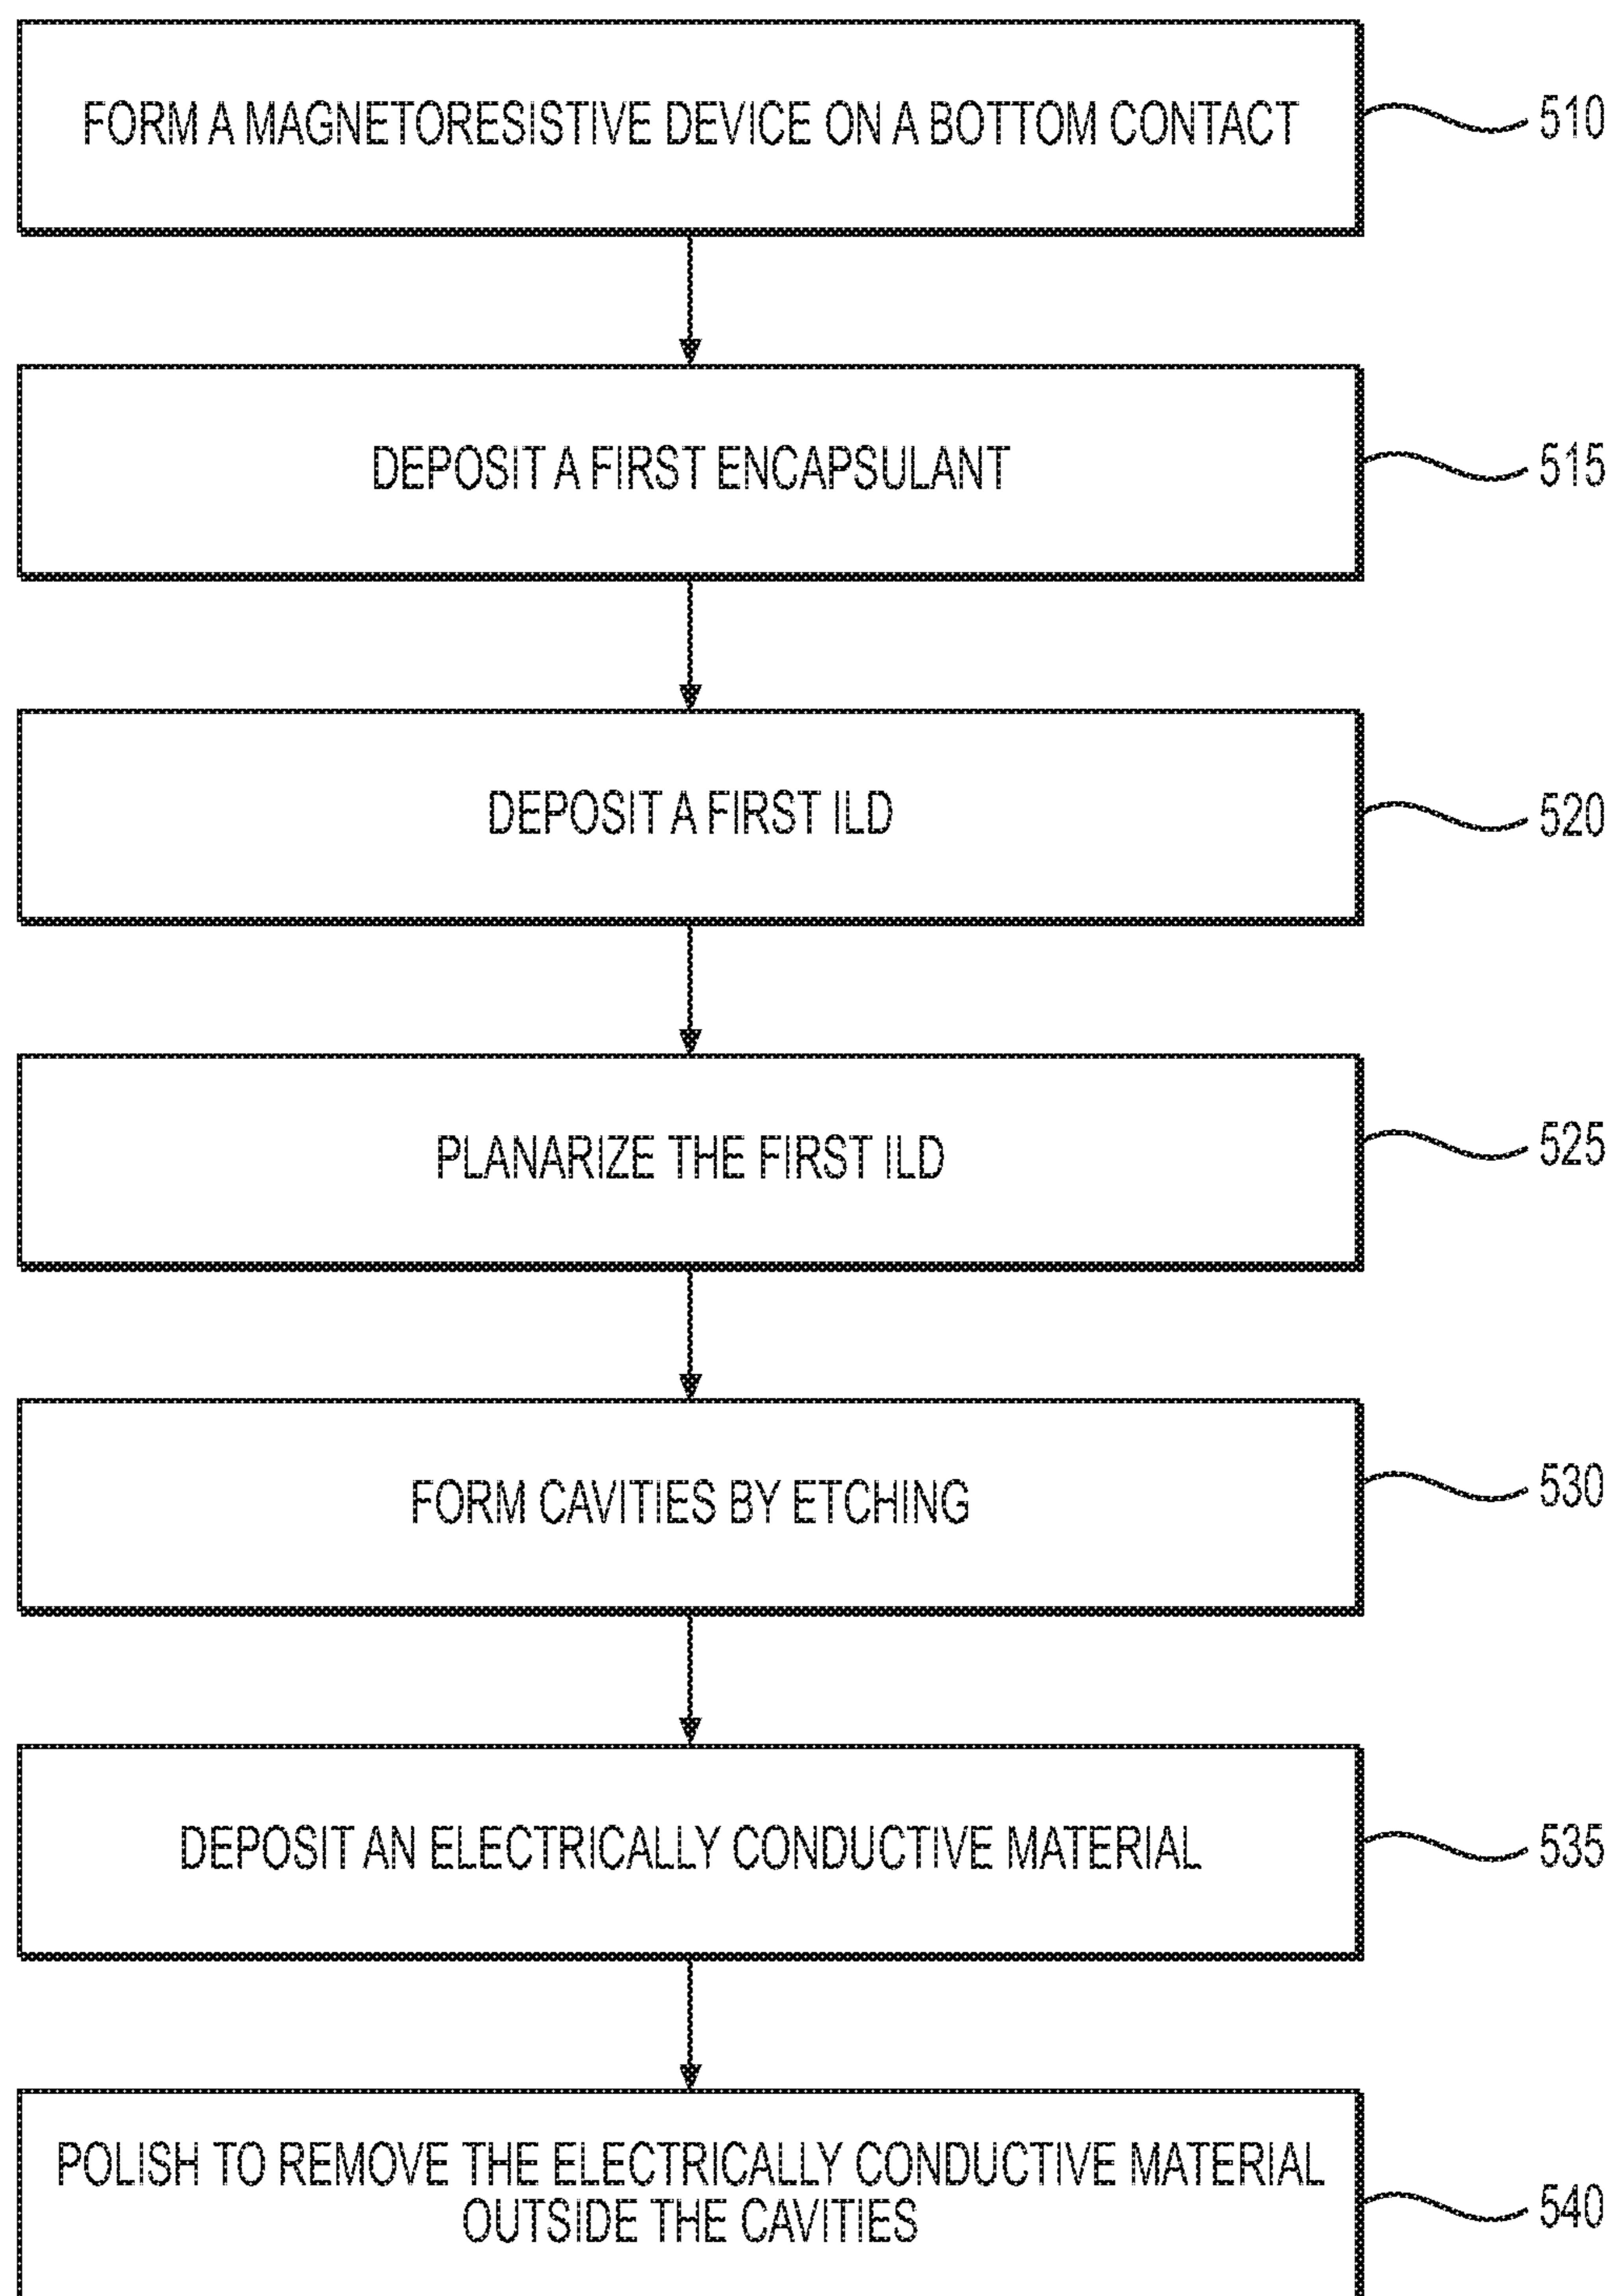 FORM A MAGNETORESISTIVE DEVICE ON A BOTTOM CONTACT
510
DEPOSIT A FIRST ENCAPSULANT
515
DEPOSIT A FIRST ILD
520
PLANARIZE THE FIRST ILD
525
FORM CAVITIES BY ETCHING
530
DEPOSIT AN ELECTRICALLY CONDUCTIVE MATERIAL
535
POLISH TO REMOVE THE ELECTRICALLY CONDUCTIVE MATERIAL
OUTSIDE THE CAVITIES
540